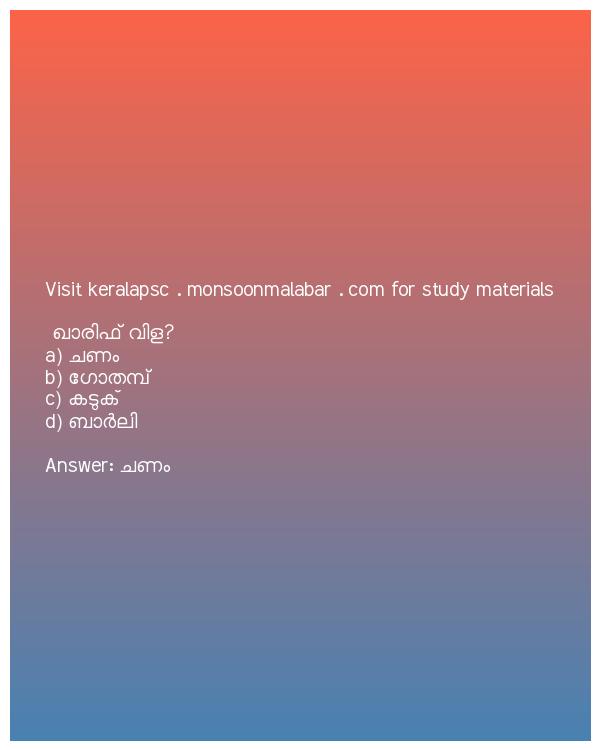 Visit keralapsc . monsoonmalabar . com for study materials
ഖാരിഫ് വിള?
a) ചണം
b) ഗോതമ്പ്
c) കടുക്
d) ബാർലി
Answer: ചണം